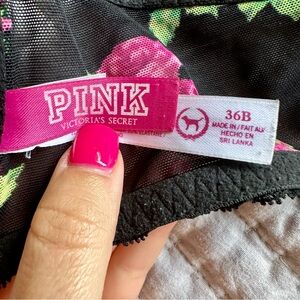 PINK
VICTORIA'S SECRET
36B
MADE IN / FAIT AU /
HECHO EN
SRI LANKA